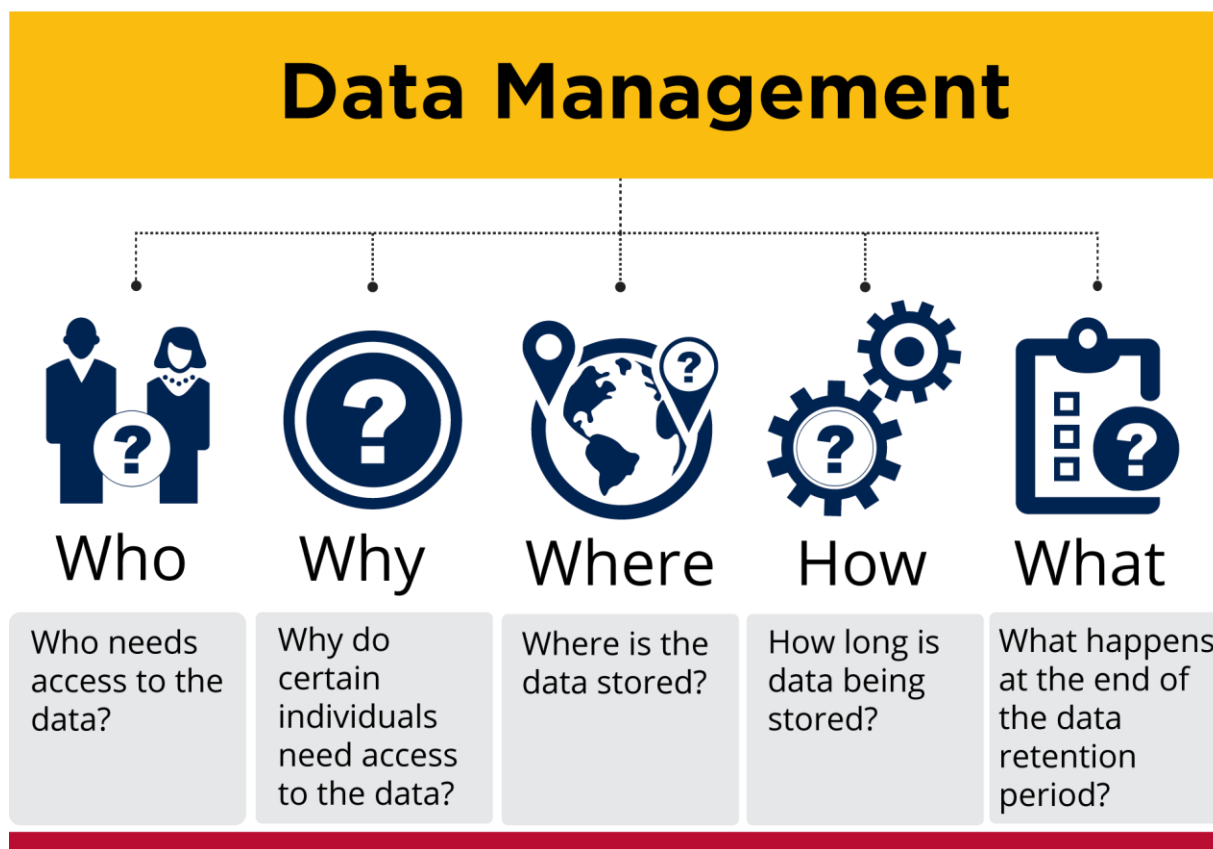 Data Management
?
?
?
?
?
Who
Why
Where
How
What
Who needs
access to the
data?
Why do
certain
individuals
need access
to the data?
Where is the
data stored?
How long is
data being
stored?
What happens
at the end of
the data
retention
period?